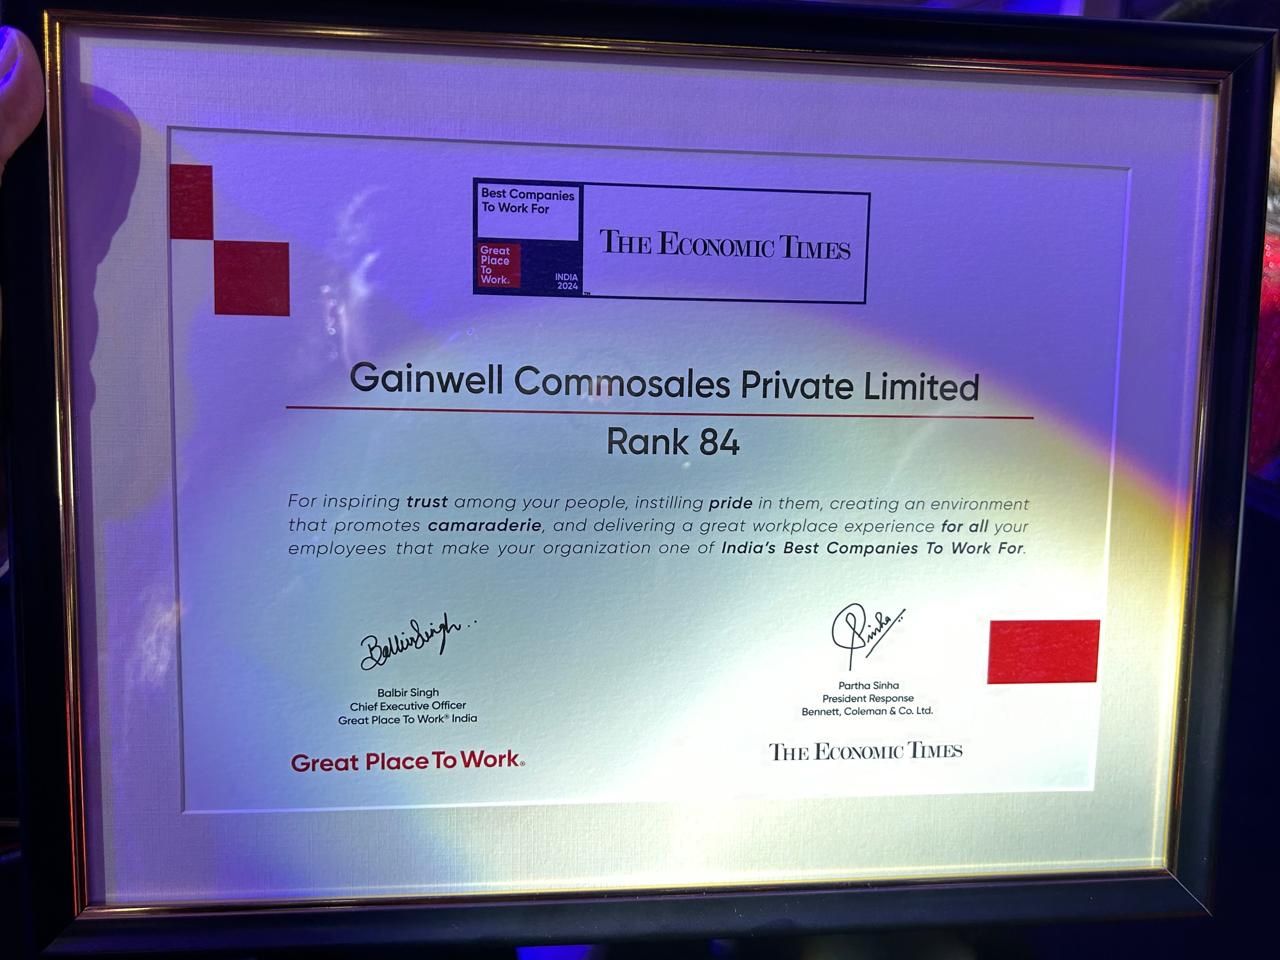 Best Companies
To Work For
Great
Place
To
Work.
INDIA
2024
™
THE ECONOMIC TIMES
Gainwell Commosales Private Limited
Rank 84
For inspiring trust among your people, instilling pride in them, creating an environment
that promotes camaraderie, and delivering a great workplace experience for all your
employees that make your organization one of India's Best Companies To Work For.
BalbirSingh..
Sinha
Balbir Singh
Chief Executive Officer
Great Place To Work® India
Partha Sinha
President Response
Bennett, Coleman & Co. Ltd.
Great Place To Work®
THE ECONOMIC TIMES